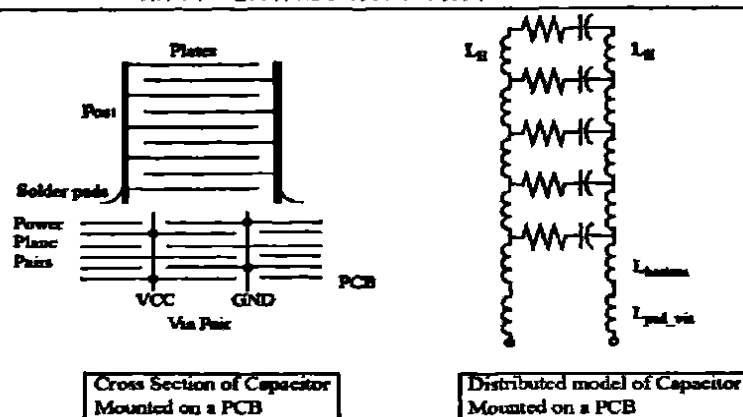 Plates
Post
Solder pads
Power
Plane
Pairs
VCC
GND
PCB
Via Pair
Cross Section of Capacitor
Mounted on a PCB
L
L
L
L
Distributed model of Capacitor
Mounted on a PCB